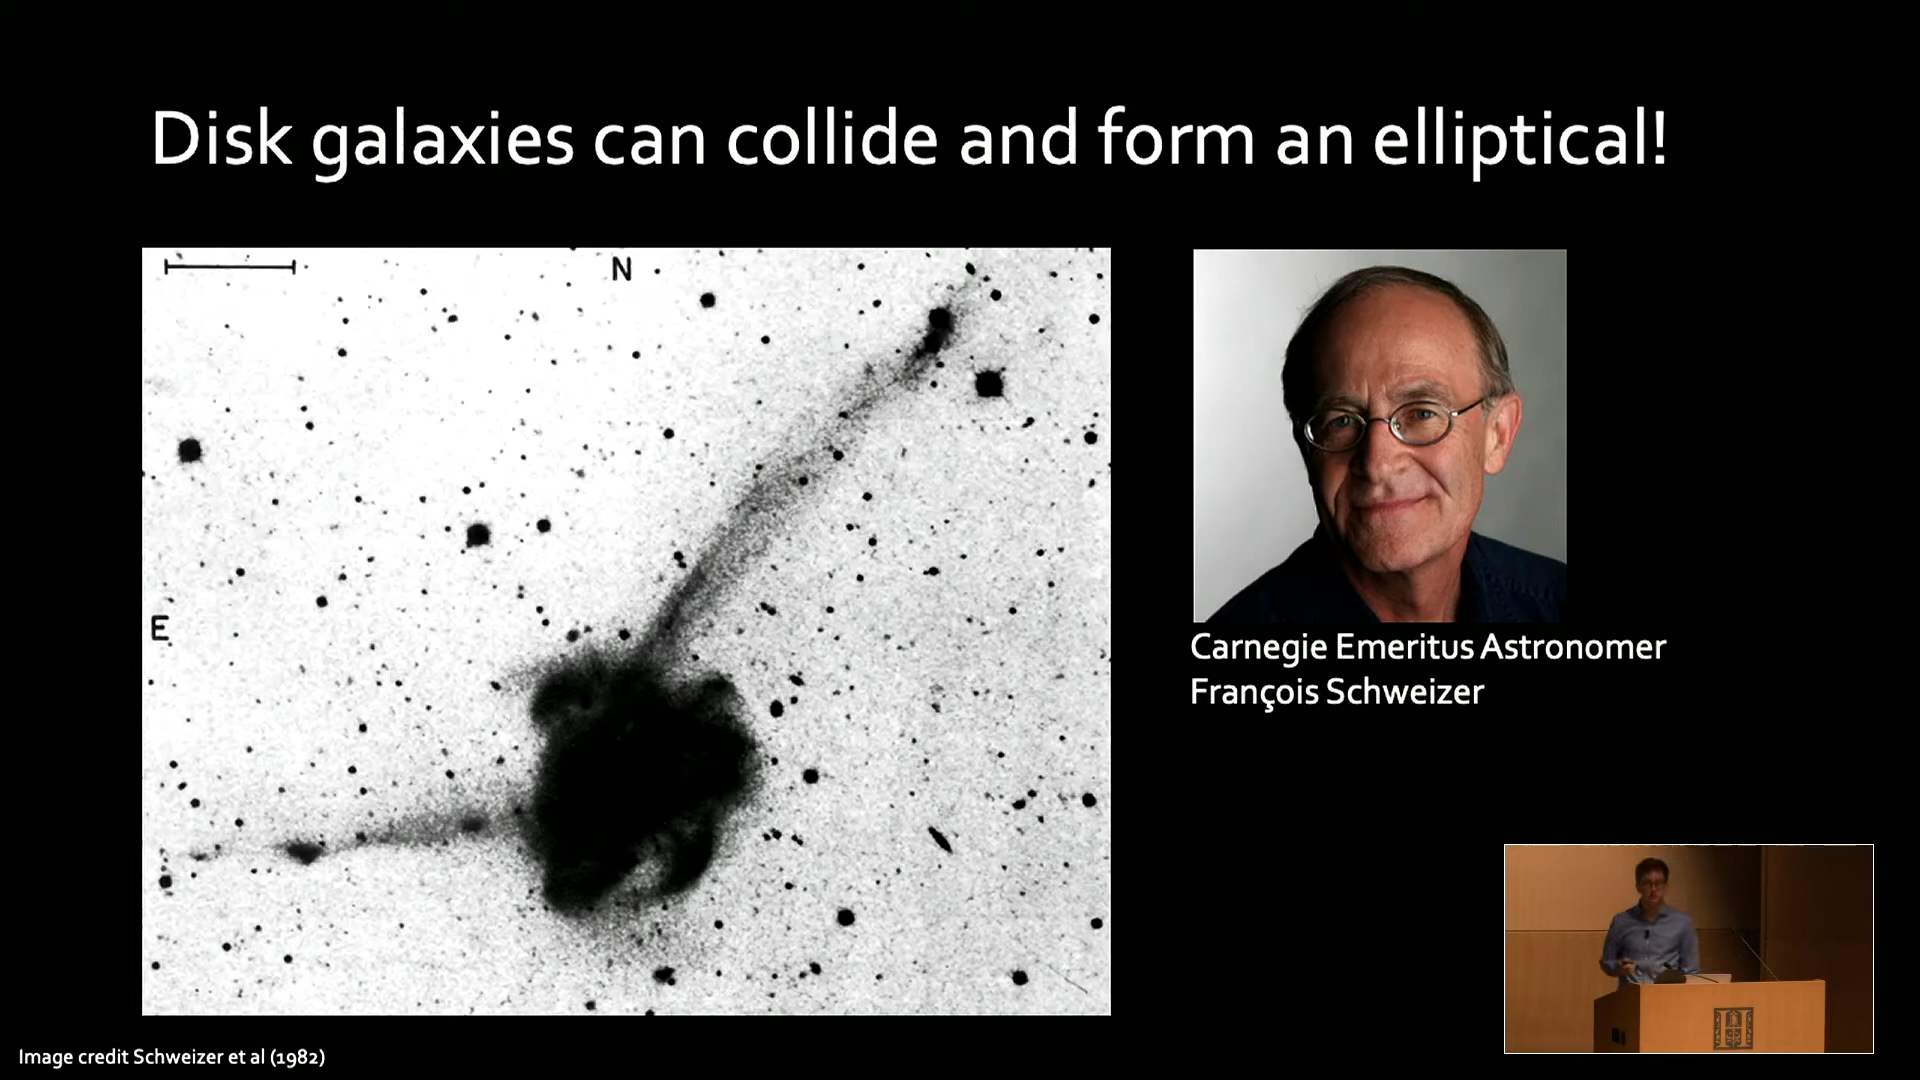 Disk galaxies can collide and form an elliptical!
N
E
Carnegie Emeritus Astronomer
François Schweizer
Image credit Schweizer et al (1982)